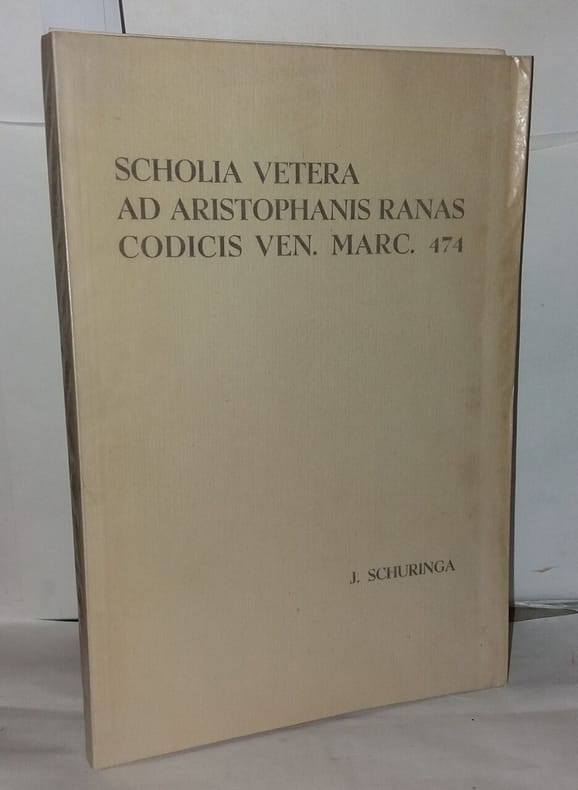 SCHOLIA VETERA
AD ARISTOPHANIS RANAS
CODICIS VEN. MARC. 474
J. SCHURINGA